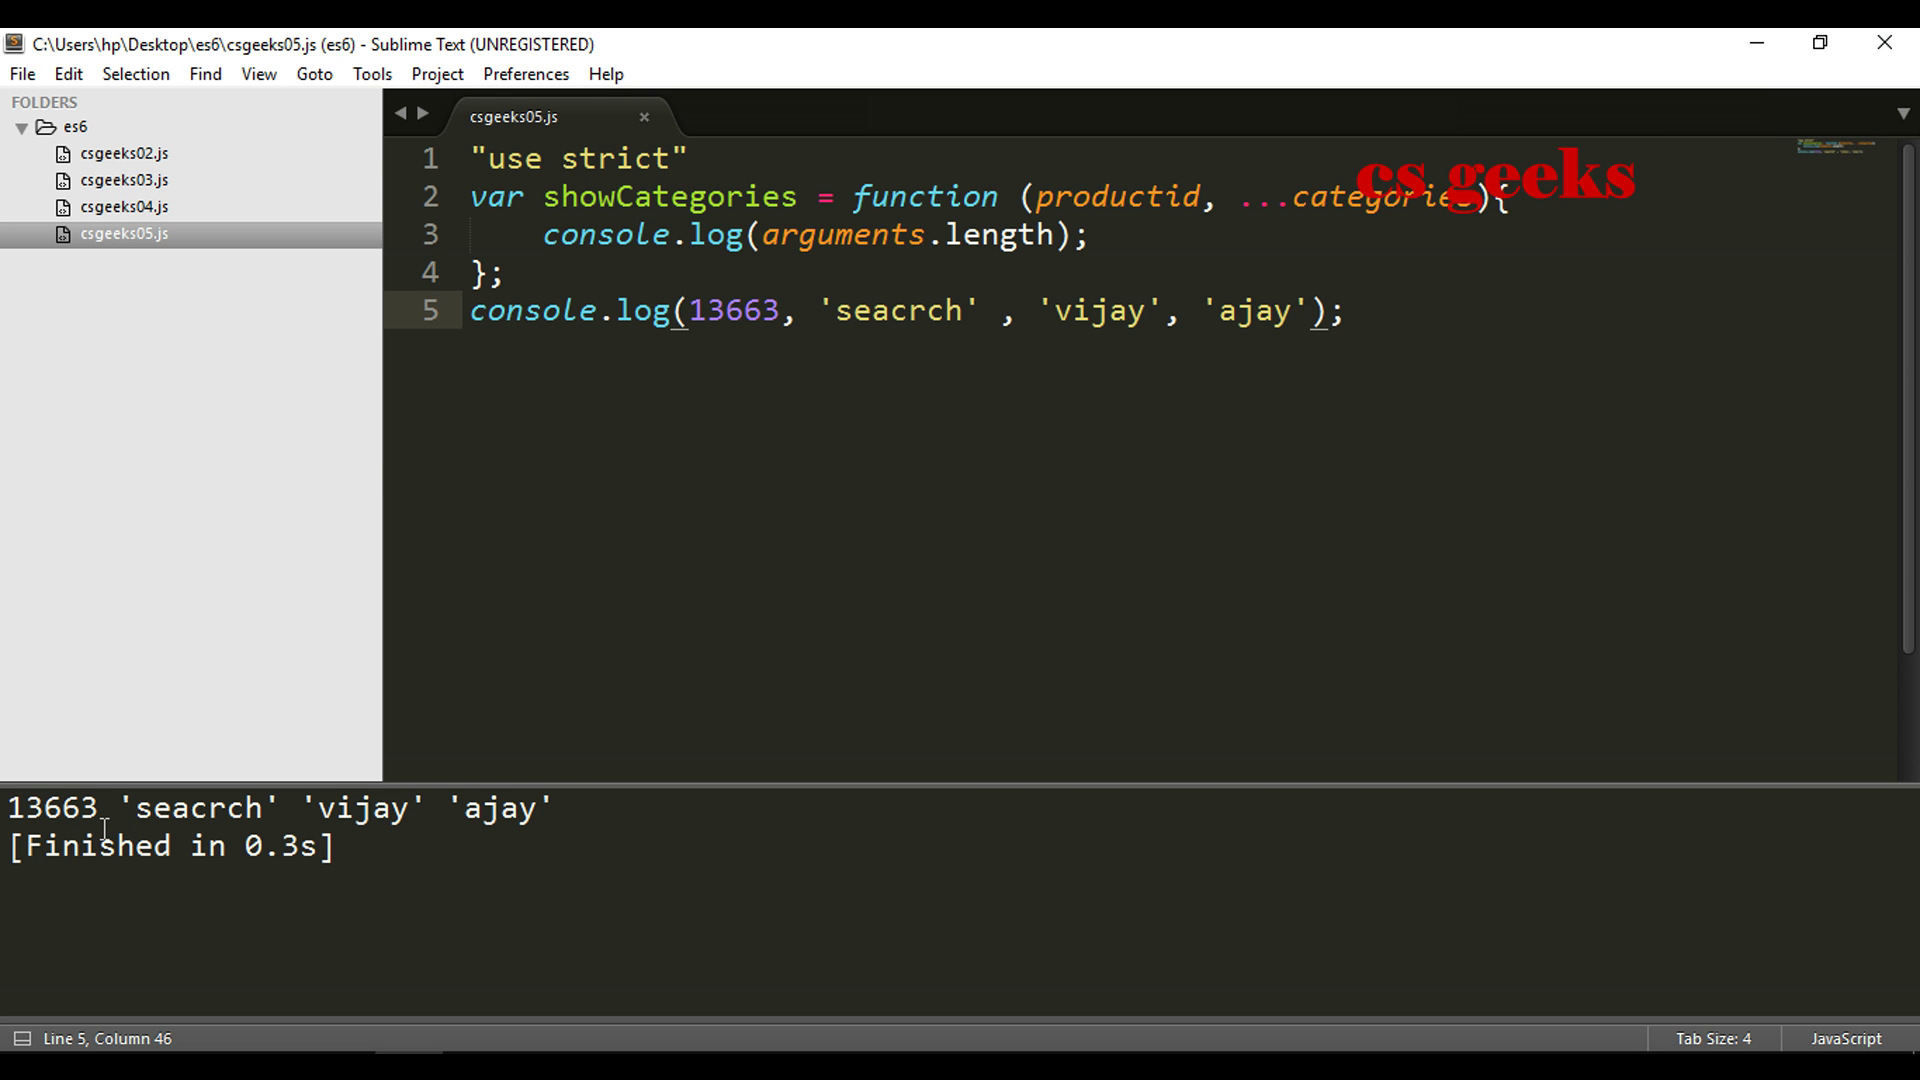 C:\Users\hp\Desktop\es6\csgeeks05.js (es6) - Sublime Text (UNREGISTERED)
File Edit Selection Find View Goto Tools Project Preferences Help
FOLDERS
es6
csgeeks02.js
csgeeks03.js
csgeeks04.js
csgeeks05.js
csgeeks05.js
cs geeks
1 "use strict"
2 var showCategories = function (productid, ...categories){
3 console.log(arguments.length);
4 };
5 console.log(13663, 'seacrch' , 'vijay', 'ajay');
13663 'seacrch' 'vijay' 'ajay'
[Finished in 0.3s]
Line 5, Column 46
Tab Size: 4
JavaScript